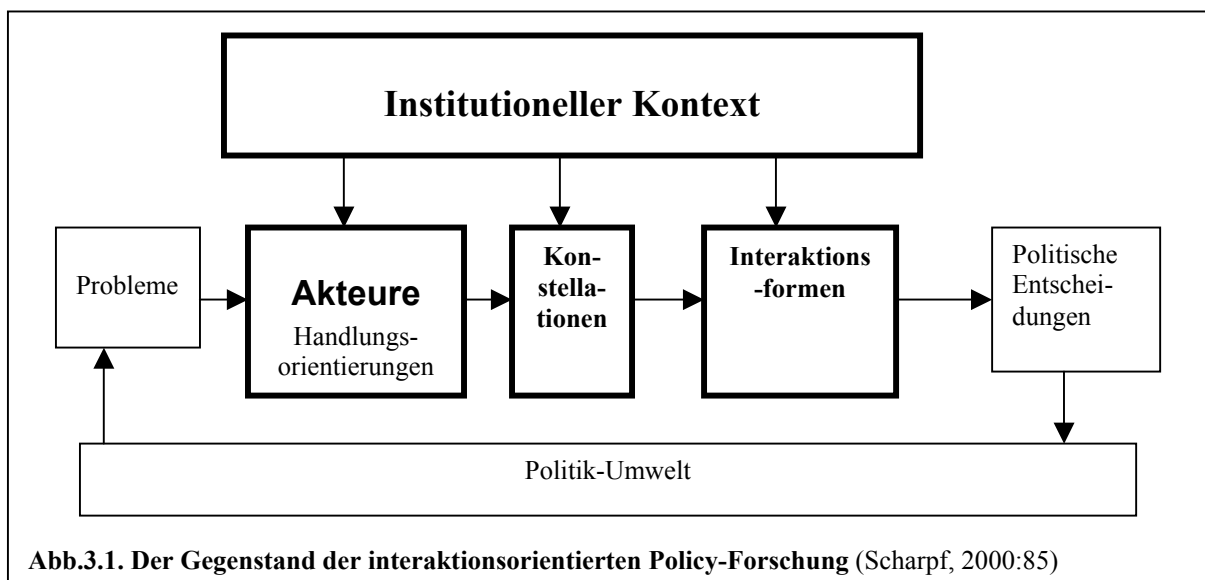 Institutioneller Kontext
Probleme
Akteure
Handlungs-
orientierungen
Kon-
stella-
tionen
Interaktions
-formen
Politische
Entschei-
dungen
Politik-Umwelt
Abb.3.1. Der Gegenstand der interaktionsorientierten Policy-Forschung (Scharpf, 2000:85)